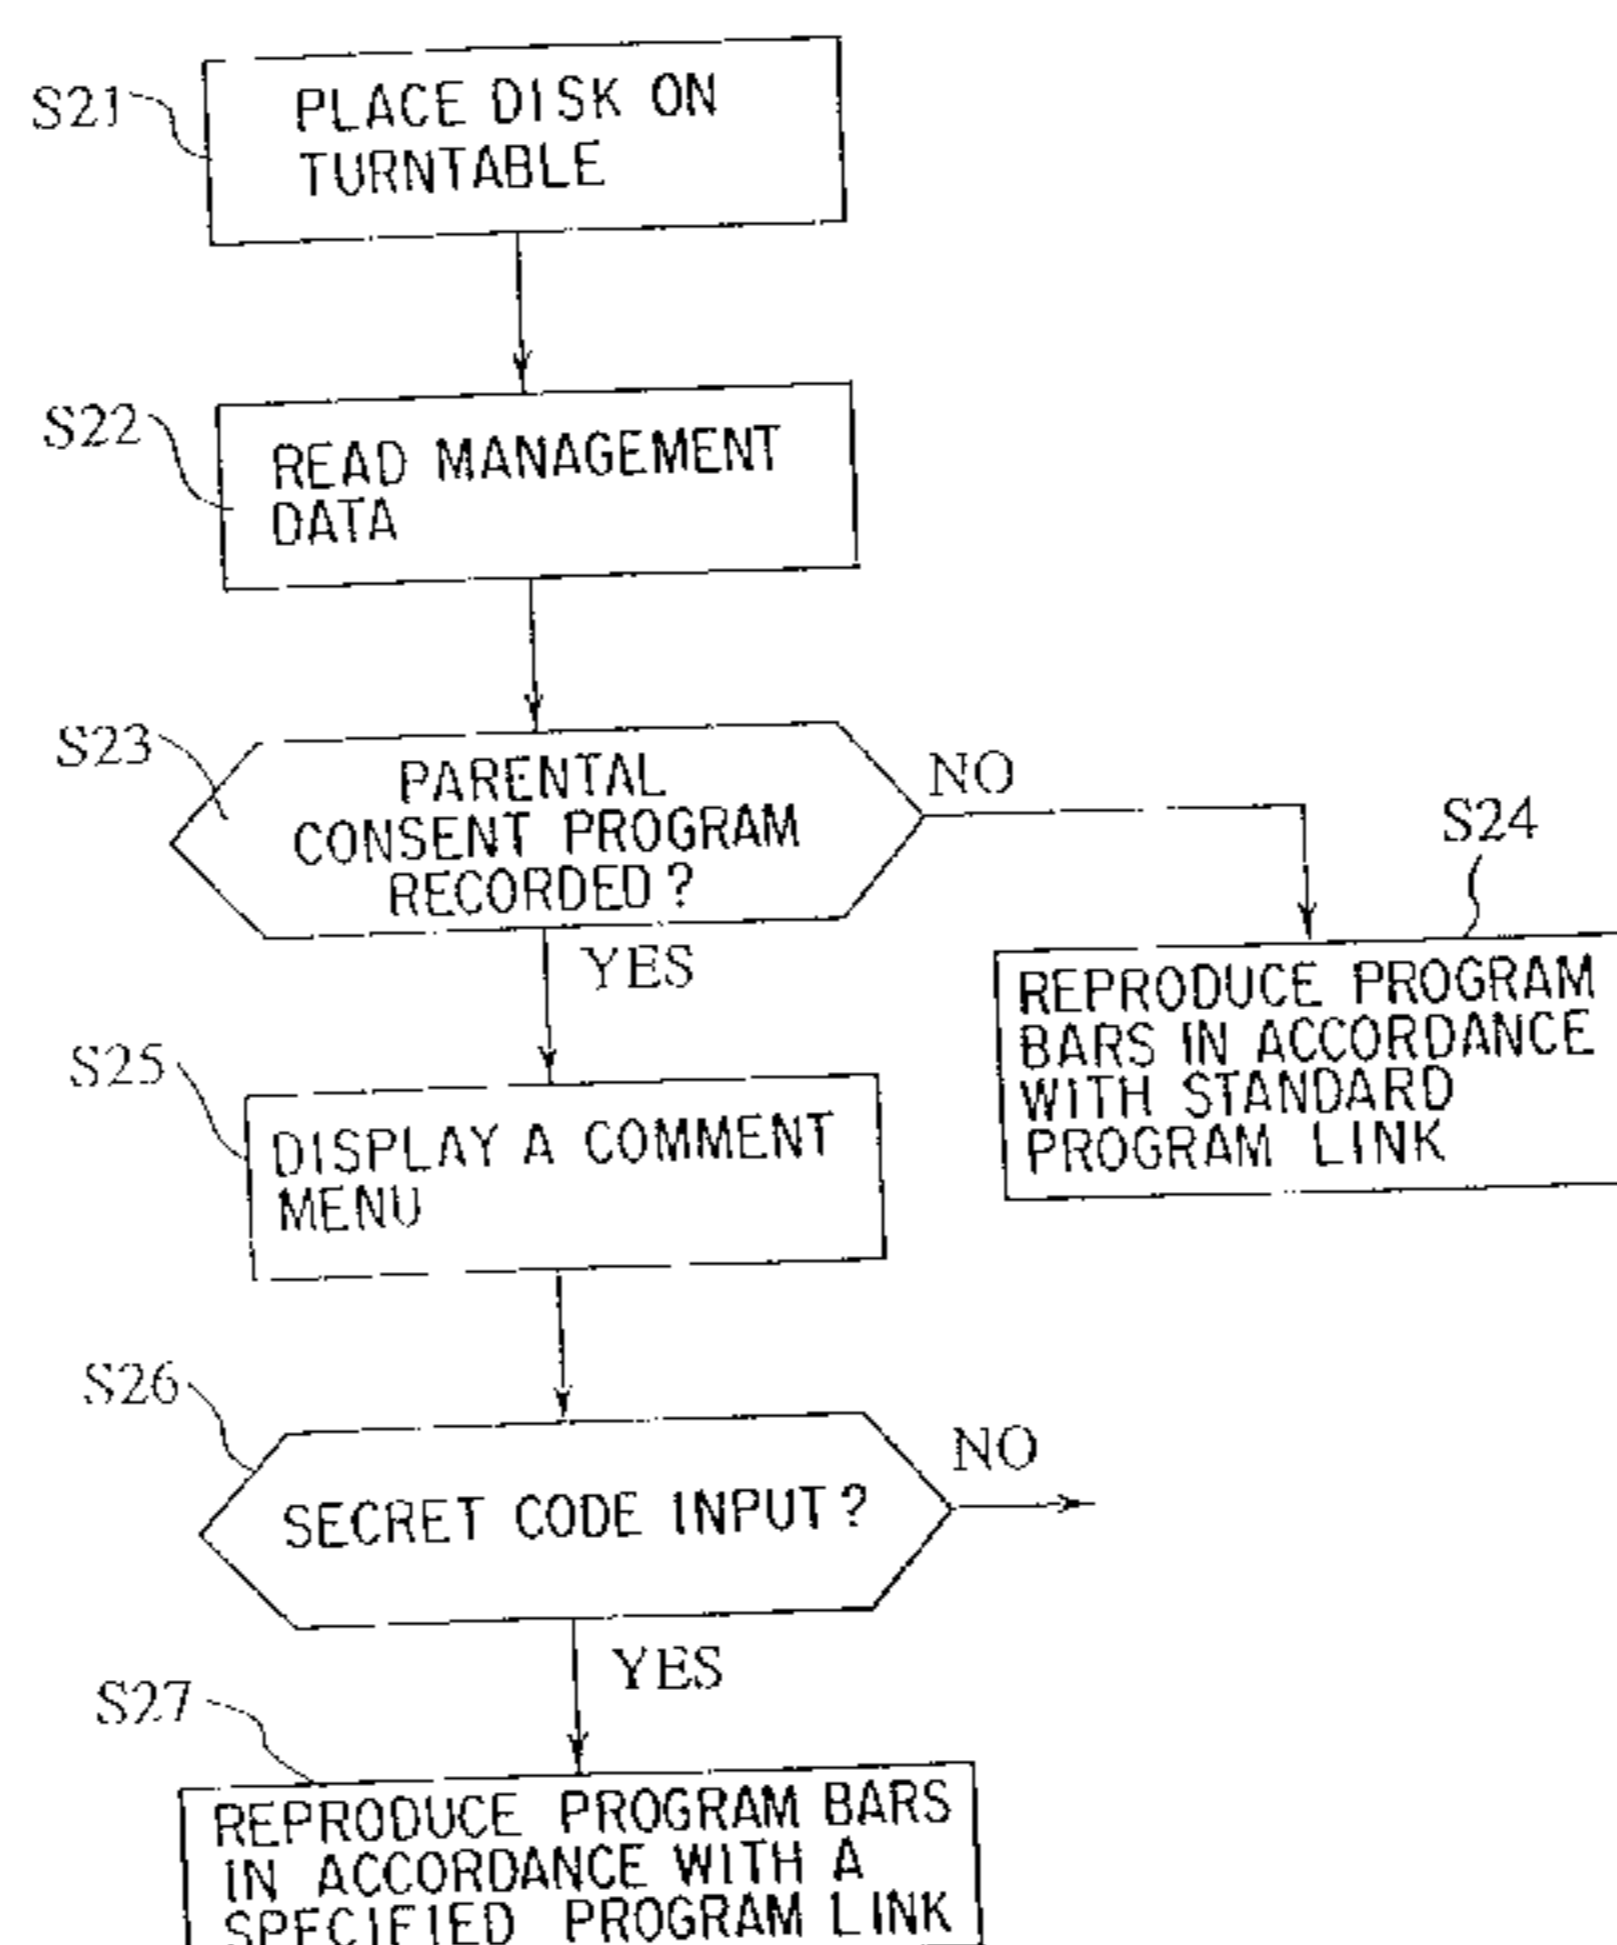 S21
PLACE DISK ON
TURNTABLE
S22
READ MANAGEMENT
DATA
S23
PARENTAL
CONSENT PROGRAM
RECORDED?
NO
YES
S24
REPRODUCE PROGRAM
BARS IN ACCORDANCE
WITH STANDARD
PROGRAM LINK
S25
DISPLAY A COMMENT
MENU
S26
SECRET CODE INPUT?
NO
YES
S27
REPRODUCE PROGRAM BARS
IN ACCORDANCE WITH A
SPECIFIED PROGRAM LINK